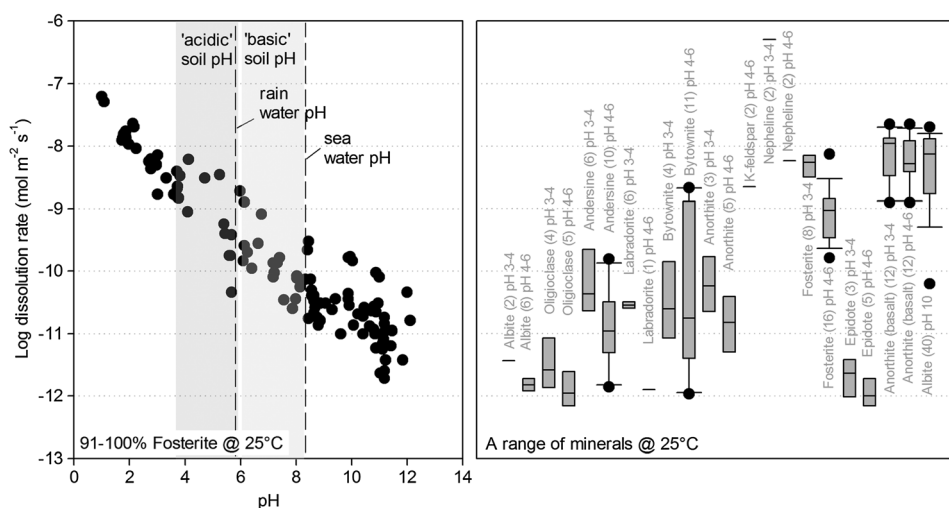 -5
-6
-7
-8
-9
-10
-11
-12
-13
Log dissolution rate (mol m-2 s-1)
'acidic'
soil pH
'basic'
soil pH
rain
water pH
sea
water pH
91-100% Fosterite @ 25°C
0
2
4
6
8
10
12
14
pH
Albite (2) pH 3-4
Albite (6) pH 4-6
Oligioclase (4) pH 3-4
Oligioclase (5) pH 4-6
Andersine (6) pH 3-4
Andersine (10) pH 4-6
Labradorite (6) pH 3-4
Labradorite (1) pH 4-6
Bytownite (4) pH 3-4
Bytownite (11) pH 4-6
Anorthite (3) pH 3-4
Anorthite (5) pH 4-6
K-feldspar (2) pH 4-6
Nepheline (2) pH 3-4
Nepheline (2) pH 4-6
Fosterite (8) pH 3-4
Fosterite (16) pH 4-6
Epidote (3) pH 3-4
Epidote (5) pH 4-6
Anorthite (basalt) (12) pH 3-4
Anorthite (basalt) (12) pH 4-6
Albite (40) pH 10
A range of minerals @ 25°C